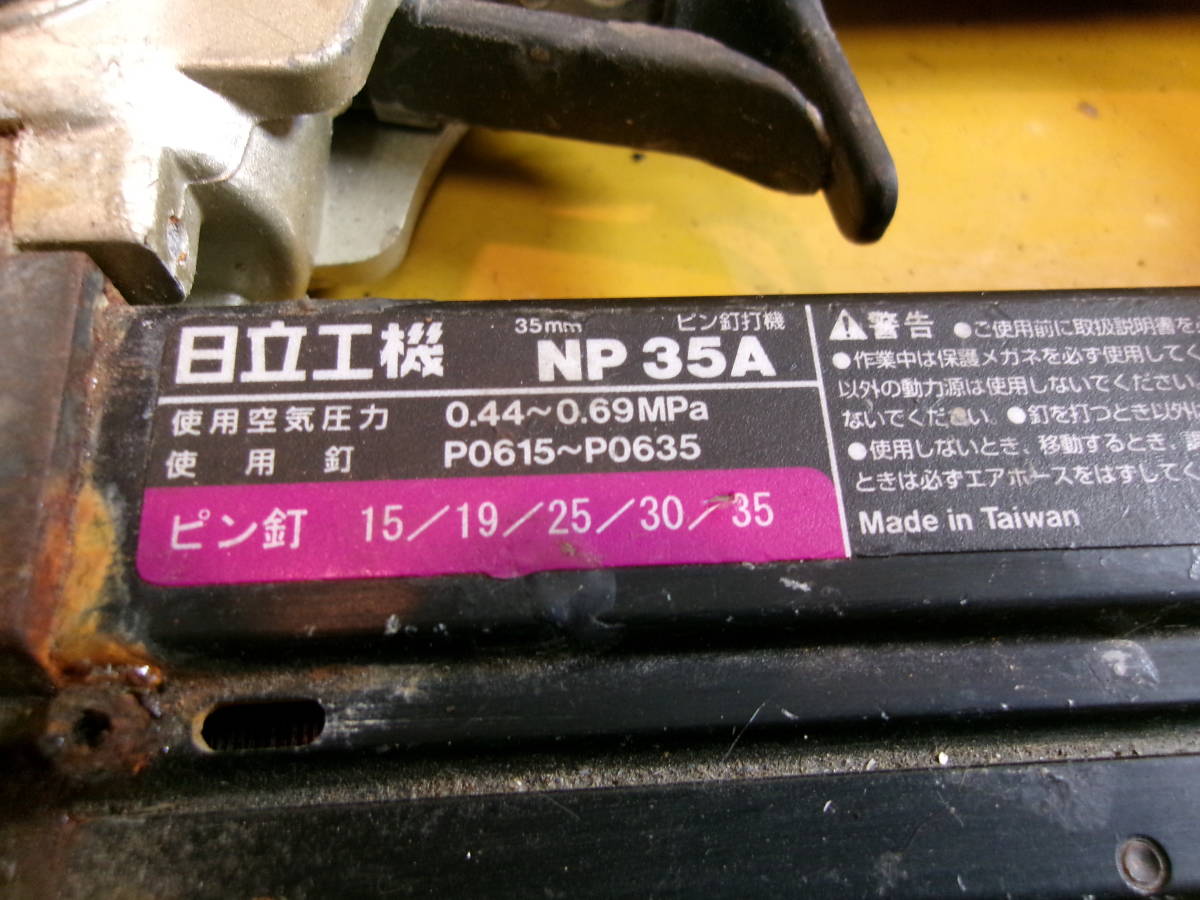 日立工機
35mm ピン釘打機
NP 35A
使用空気圧力 0.44～0.69MPa
使用釘 P0615～P0635
ピン釘 15/19/25/30/35
警告 ●ご使用前に取扱説明書を
●作業中は保護メガネを必ず使用してく
以外の動力源は使用しないでください
ないでください。●釘を打つとき以外
●使用しないとき、移動するとき、
ときは必ずエアホースをはずしてく
Made in Taiwan